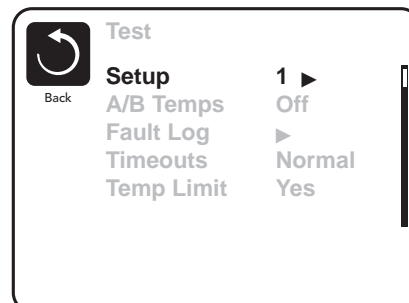 Test
Back
Setup 1 ▶
A/B Temps Off
Fault Log ▶
Timeouts Normal
Temp Limit Yes